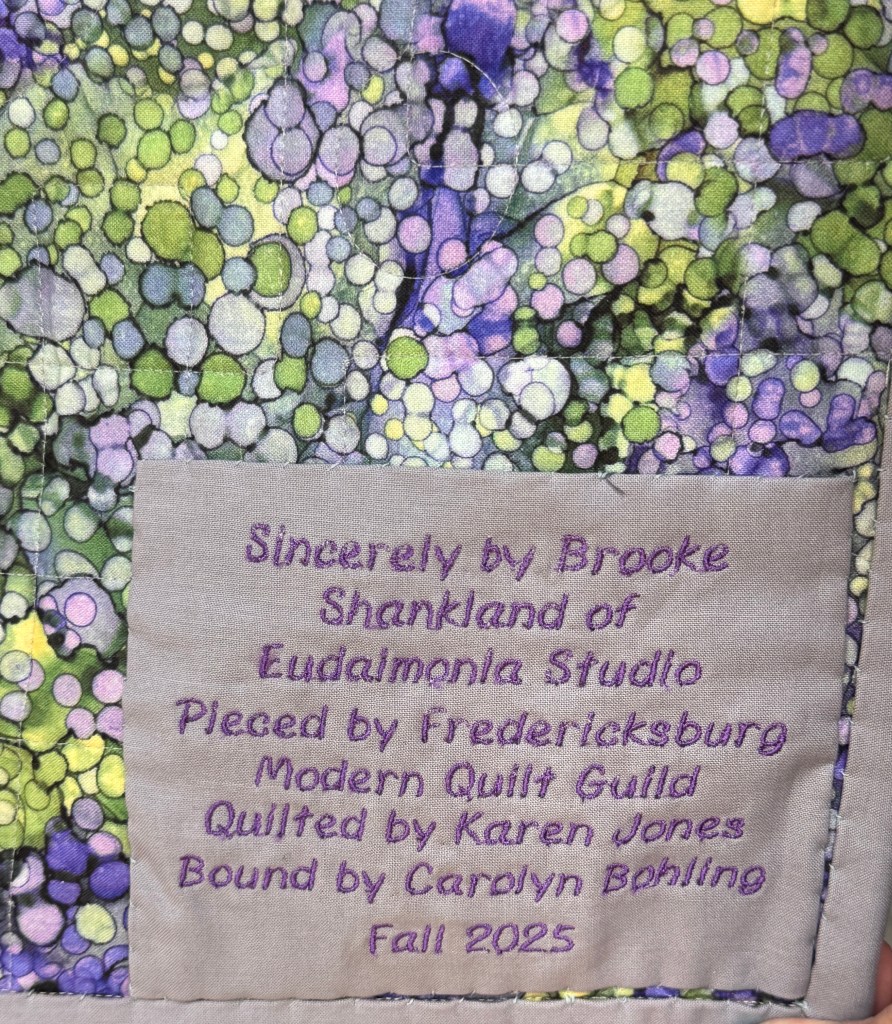 Sincerely by Brooke
Shankland of
Eudaimonia Studio
Pieced by Fredericksburg
Modern Quilt Guild
Quilted by Karen Jones
Bound by Carolyn Bohling
Fall 2025